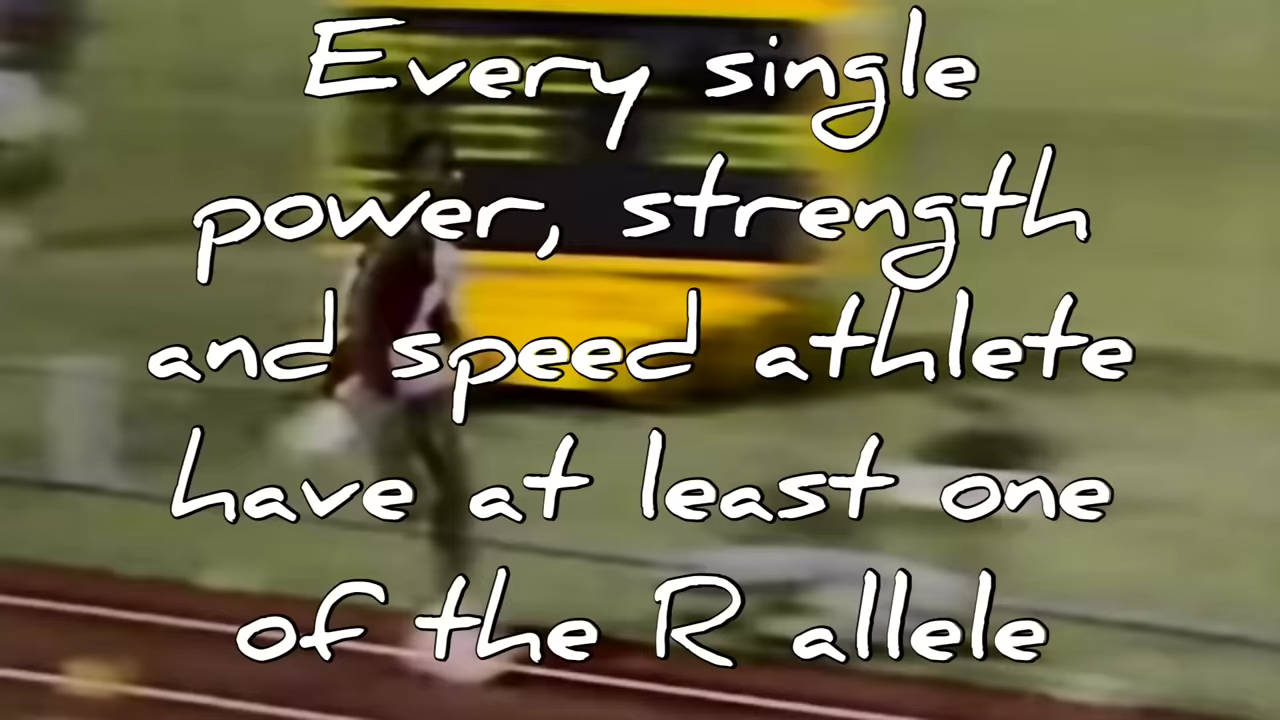 Every single
power, strength
and speed athlete
have at least one
of the R allele